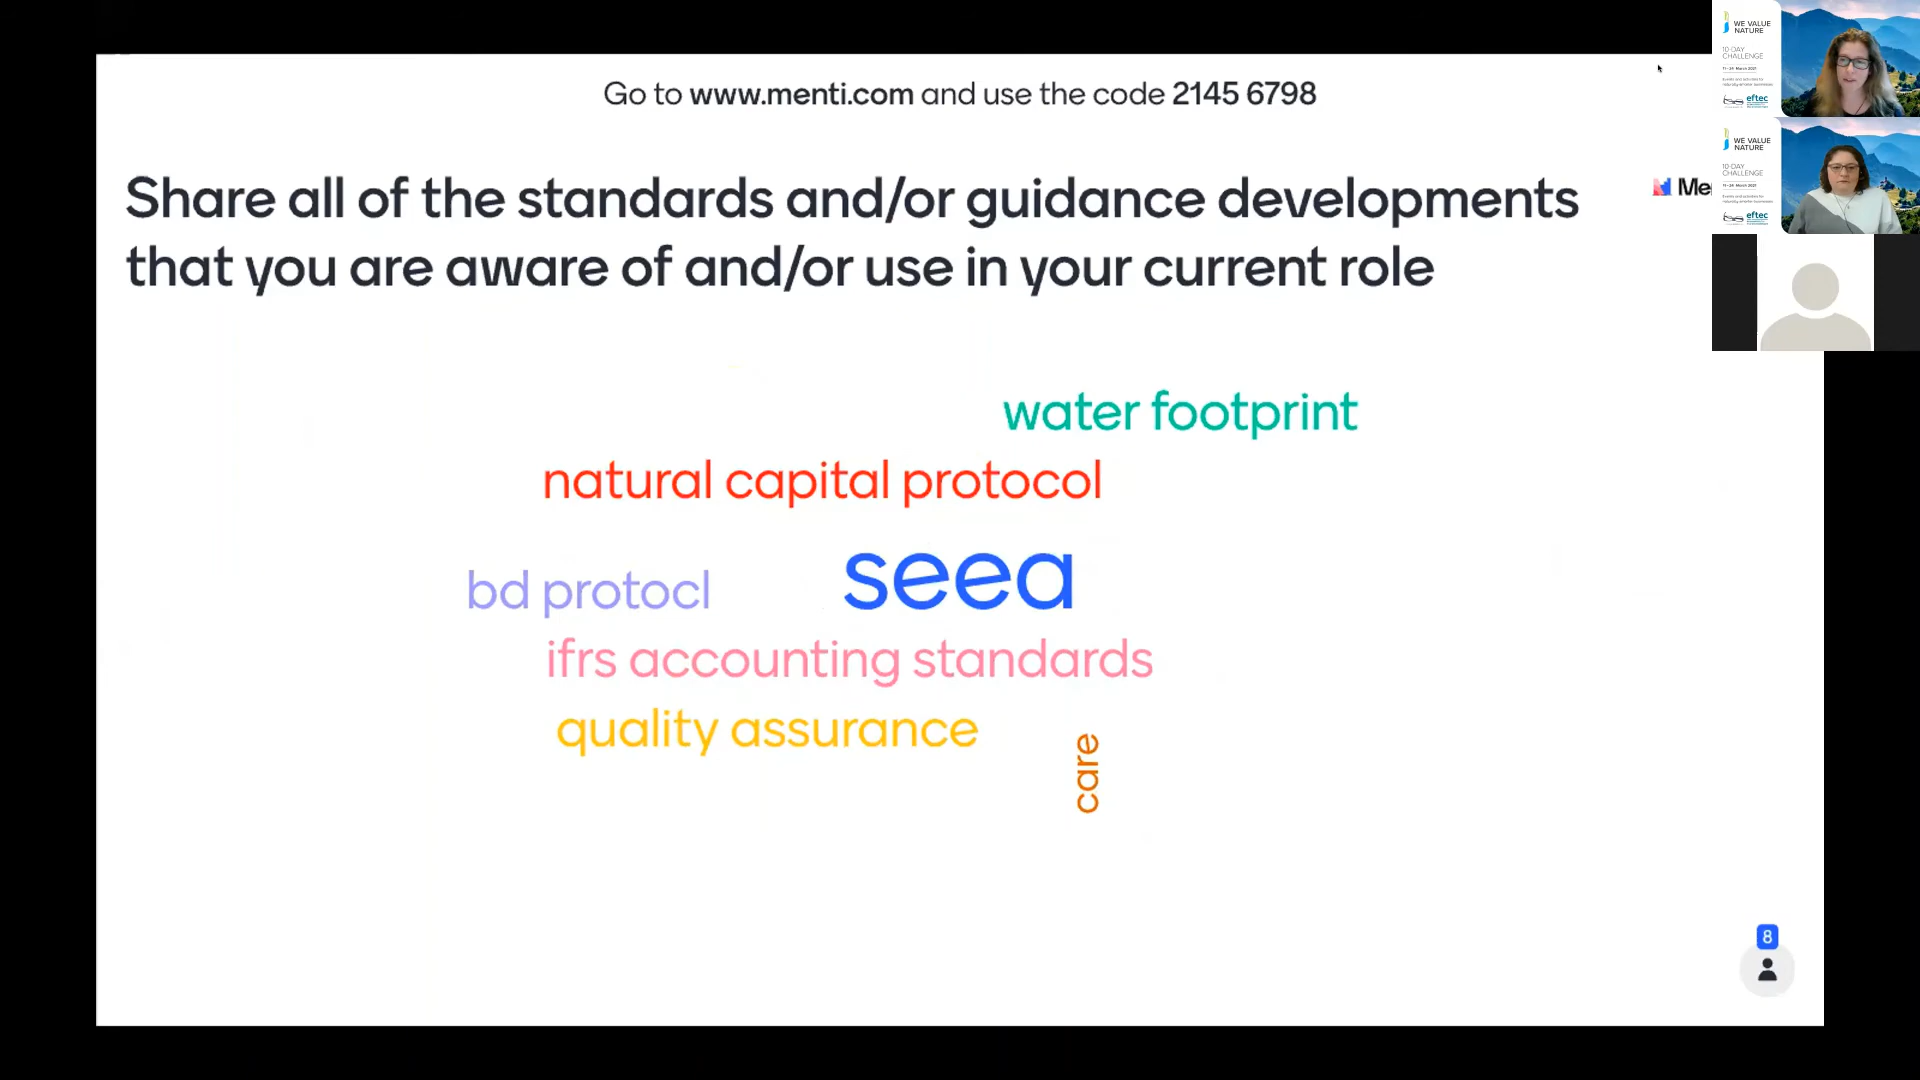 Go to www.menti.com and use the code 2145 6798
Share all of the standards and/or guidance developments
that you are aware of and/or use in your current role
water footprint
natural capital protocol
seea
bd protocl
ifrs accounting standards
quality assurance
care
8
WE VALUE
NATURE
10-DAY
CHALLENGE
eftec
WE VALUE
NATURE
10-DAY
CHALLENGE
eftec